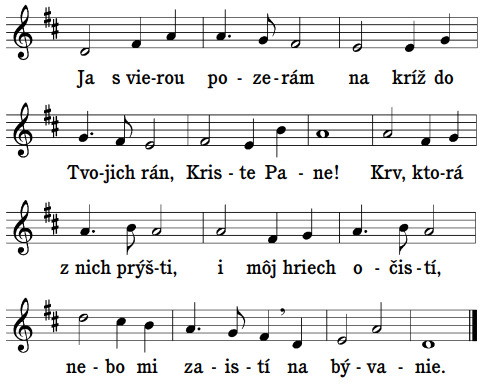 Ja s vie-rou po - ze-rám na kríž do
Tvo-jich rán, Kris - te Pa - ne! Krv, kto-rá
z nich prýš-ti, i môj hriech o - čis-tí,
ne - bo mi za - is - tí na bý-va - nie.